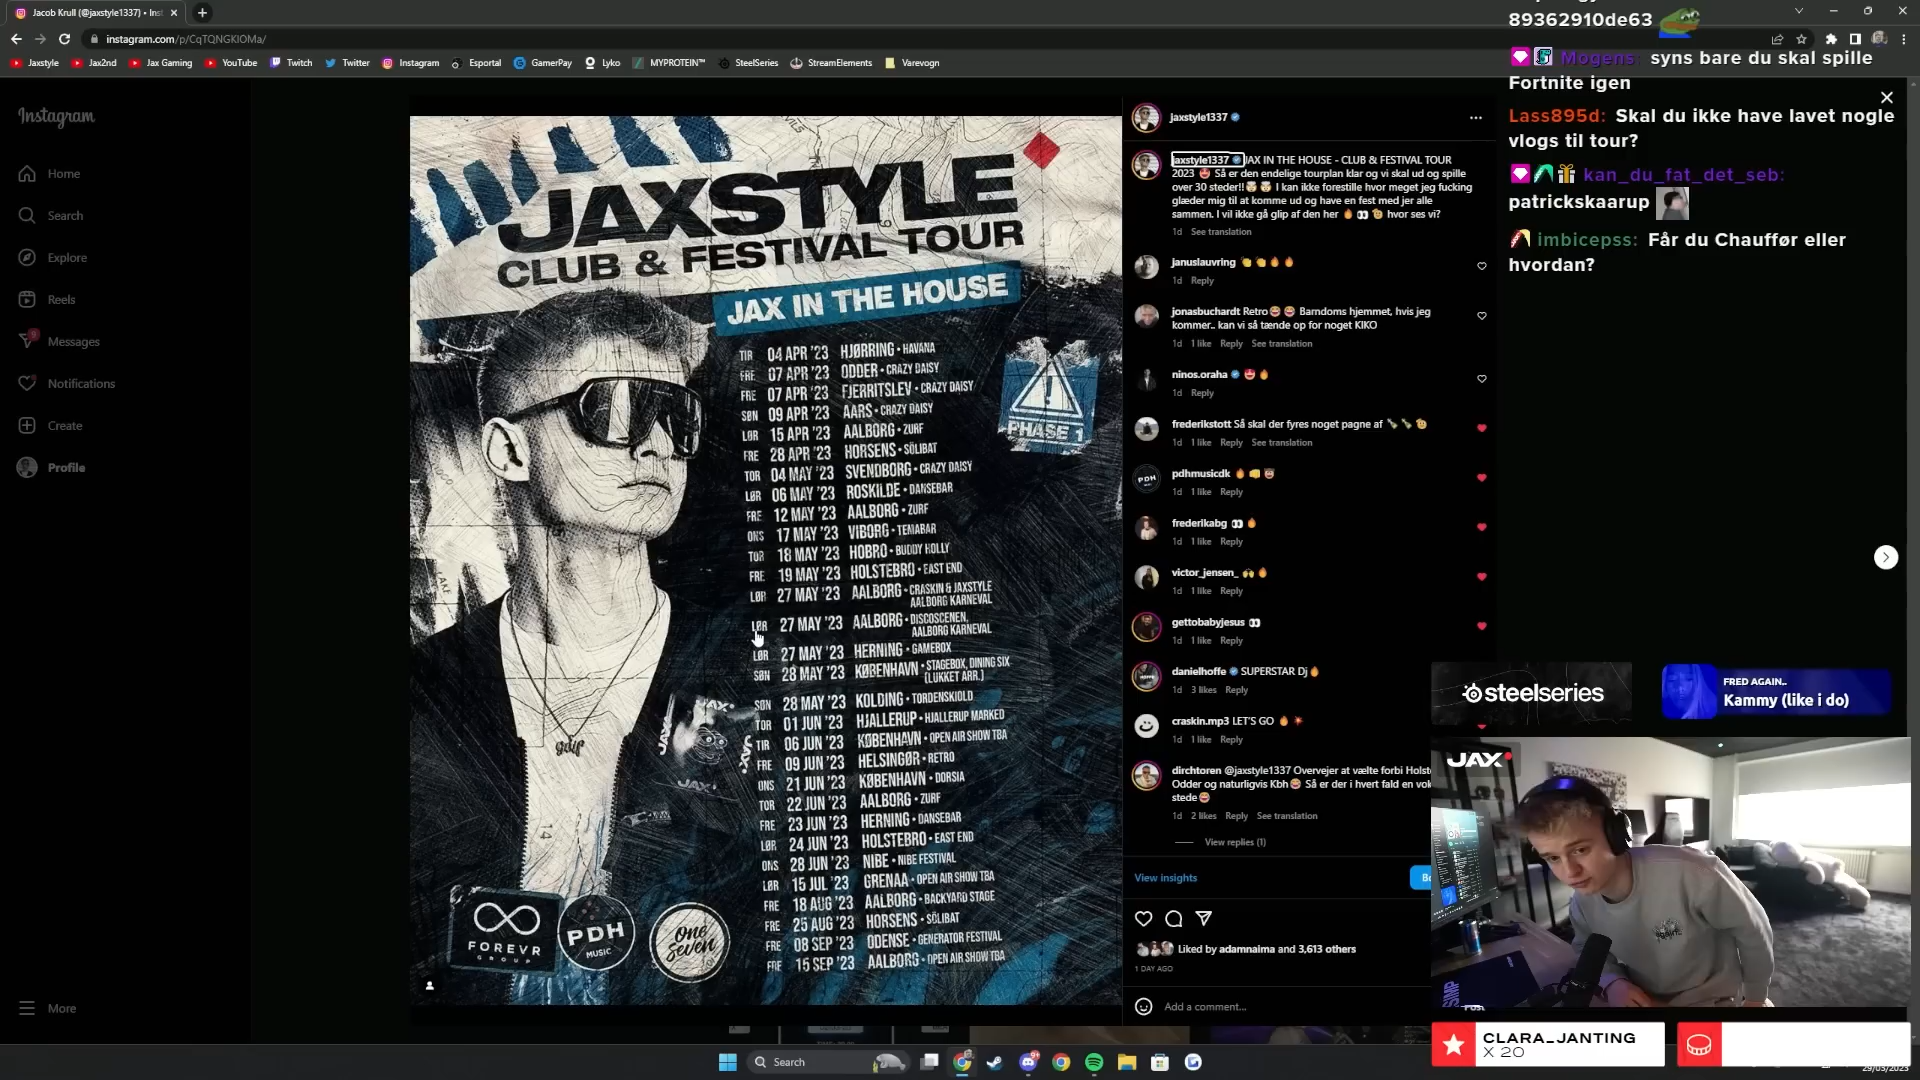 Jacob Krull (@jaxstyle1337) • Inst
instagram.com/p/CqTQNGKIOMa/
Jaxstyle
Jax2nd
Jax Gaming
YouTube
Twitch
Twitter
Instagram
Esportal
GamerPay
Lyko
MYPROTEIN™
SteelSeries
StreamElements
Varevogn
Instagram
Home
Search
Explore
Reels
9
Messages
Notifications
Create
Profile
More
JAXSTYLE
CLUB & FESTIVAL TOUR
JAX IN THE HOUSE
PHASE 1
TIR 04 APR '23 HJØRRING • HAVANA
FRE 07 APR '23 ODDER • CRAZY DAISY
FRE 07 APR '23 FJERRITSLEV • CRAZY DAISY
SØN 09 APR '23 AARS • CRAZY DAISY
LØR 15 APR '23 AALBORG • ZURF
FRE 28 APR '23 HORSENS • SÖLIBAT
TOR 04 MAY '23 SVENDBORG • CRAZY DAISY
LØR 06 MAY '23 ROSKILDE • DANSEBAR
FRE 12 MAY '23 AALBORG • ZURF
ONS 17 MAY '23 VIBORG • TEMABAR
TOR 18 MAY '23 HOBRO • BUDDY HOLLY
FRE 19 MAY '23 HOLSTEBRO • EAST END
LØR 27 MAY '23 AALBORG • CRASKIN & JAXSTYLE
AALBORG KARNEVAL
LØR 27 MAY '23 AALBORG • DISCOSCENEN,
AALBORG KARNEVAL
LØR 27 MAY '23 HERNING • GAMEBOX
SØN 28 MAY '23 KØBENHAVN • STAGEBOX, DINING SIX
(LUKKET ARR.)
SØN 28 MAY '23 KOLDING • TORDENSKIOLD
TOR 01 JUN '23 HJALLERUP • HJALLERUP MARKED
TIR 06 JUN '23 KØBENHAVN • OPEN AIR SHOW TBA
FRE 09 JUN '23 HELSINGØR • RETRO
ONS 21 JUN '23 KØBENHAVN • DORSIA
TOR 22 JUN '23 AALBORG • ZURF
FRE 23 JUN '23 HERNING • DANSEBAR
LØR 24 JUN '23 HOLSTEBRO • EAST END
ONS 28 JUN '23 NIBE • NIBE FESTIVAL
LØR 15 JUL '23 GRENAA • OPEN AIR SHOW TBA
FRE 18 AUG '23 AALBORG • BACKYARD STAGE
FRE 25 AUG '23 HORSENS • SÖLIBAT
FRE 08 SEP '23 ODENSE • GENERATOR FESTIVAL
FRE 15 SEP '23 AALBORG • OPEN AIR SHOW TBA
gdif
JAX.
FOREVR
GROUP
PDH
MUSIC
one
seven
jaxstyle1337
jaxstyle1337 JAX IN THE HOUSE - CLUB & FESTIVAL TOUR
2023 😍 Så er den endelige tourplan klar og vi skal ud og spille
over 30 steder!!🤯 🤯 I kan ikke forestille hvor meget jeg fucking
glæder mig til at komme ud og have en fest med jer alle
sammen. I vil ikke gå glip af den her 🔥 👀 🫡 hvor ses vi?
1d See translation
januslauvring 👏 👏 🔥 🔥
1d Reply
jonasbuchardt Retro😂 😂 Barndoms hjemmet, hvis jeg
kommer.. kan vi så tænde op for noget KIKO
1d 1 like Reply See translation
ninos.oraha 😍 🔥
1d Reply
frederikstott Så skal der fyres noget pagne af 🍾 🍾 🫡
1d 1 like Reply See translation
pdhmusicdk 🔥
1d 1 like Reply
frederikabg 👀 🔥
1d 1 like Reply
victor_jensen_ 🙌 🔥
1d 1 like Reply
gettobabyjesus 👀
1d 1 like Reply
danielhoffe SUPERSTAR Dj🔥
1d 3 likes Reply
craskin.mp3 LET'S GO 🔥 💥
1d 1 like Reply
dirchtoren @jaxstyle1337 Overvejer at vælte forbi Holst
Odder og naturligvis Kbh😂 Så er der i hvert fald en vok
stede😂
1d 2 likes Reply See translation
View replies (1)
View insights
Liked by adamnaima and 3,613 others
1 DAY AGO
Add a comment...
89362910de63
Mogens: syns bare du skal spille
Fortnite igen
Lass895d: Skal du ikke have lavet nogle
vlogs til tour?
kan_du_fat_det_seb:
patrickskaarup
imbicepss: Får du Chauffør eller
hvordan?
steelseries
FRED AGAIN..
Kammy (like i do)
JAX
CLARA_JANTING
X 20
Search
29/03/2023